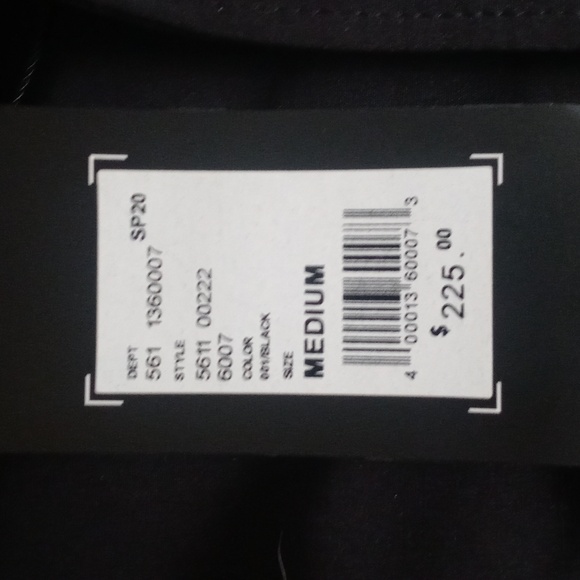 SP20
DEPT
561 1360007
STYLE
5611 00222
6007
COLOR
001/BLACK
SIZE
MEDIUM
4 00013 60007 3
$225.00